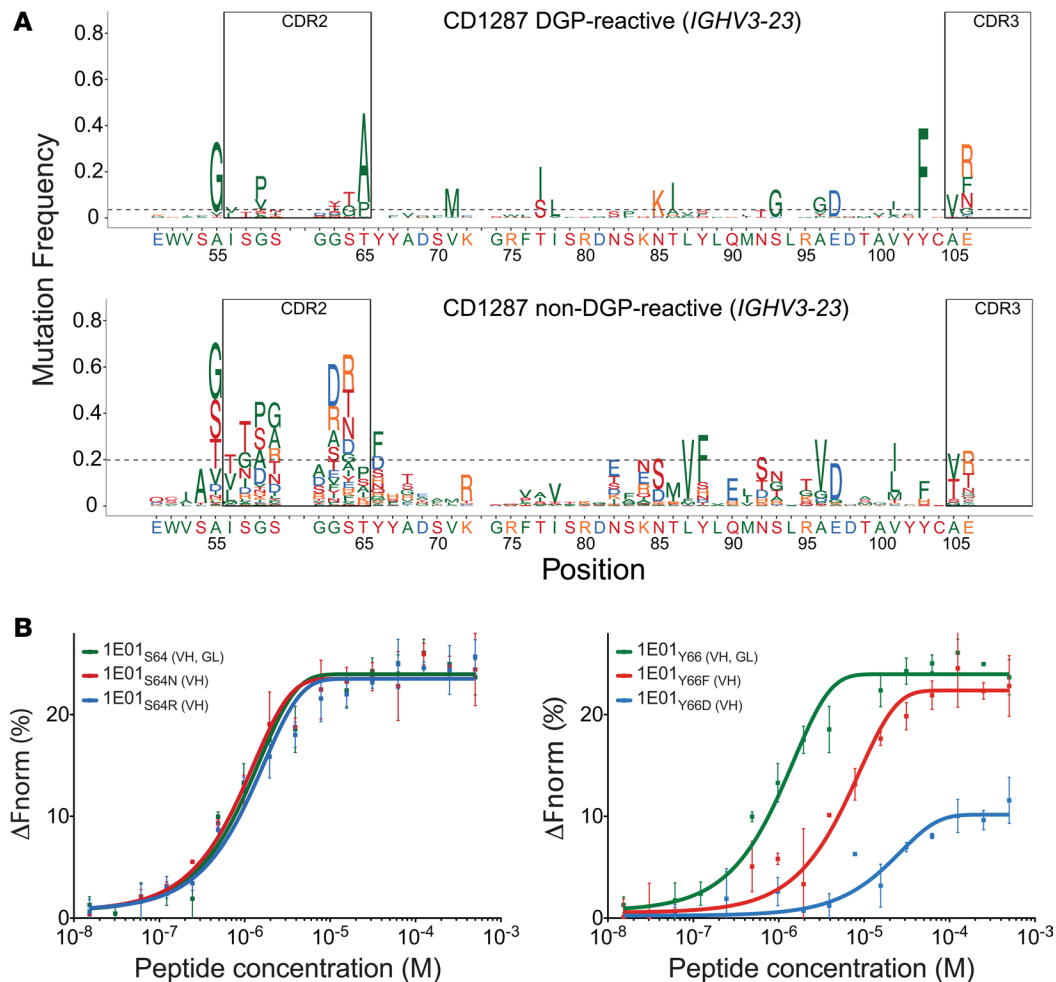 A
CD1287 DGP-reactive (IGHV3-23)
CDR2
CDR3
0.8
0.6
0.4
0.2
0
EWVSAISGS GGSTYYADSVK GRFTISRDNSKNTLYLQMNSLRAEDTAVYYCAE
55 65 70 75 80 85 90 95 100 105
Mutation Frequency
CD1287 non-DGP-reactive (IGHV3-23)
CDR2
CDR3
0.8
0.6
0.4
0.2
0
EWVSAISGS GGSTYYADSVK GRFTISRDNSKNTLYLQMNSLRAEDTAVYYCAE
55 65 70 75 80 85 90 95 100 105
Position
B
1E01S64 (VH, GL)
1E01S64N (VH)
1E01S64R (VH)
ΔFnorm (%)
20
10
0
10-8 10-7 10-6 10-5 10-4 10-3
Peptide concentration (M)
1E01Y66 (VH, GL)
1E01Y66F (VH)
1E01Y66D (VH)
ΔFnorm (%)
20
10
0
10-8 10-7 10-6 10-5 10-4 10-3
Peptide concentration (M)